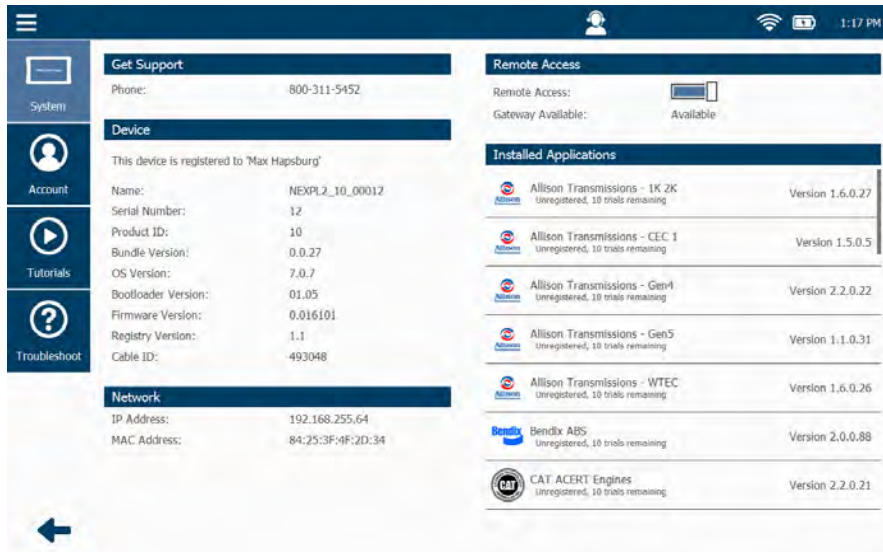 1:17 PM
System
Account
Tutorials
Troubleshoot
Get Support
Phone: 800-311-5452
Device
This device is registered to 'Max Hapsburg'
Name: NEXPL2_10_00012
Serial Number: 12
Product ID: 10
Bundle Version: 0.0.27
OS Version: 7.0.7
Bootloader Version: 01.05
Firmware Version: 0.016101
Registry Version: 1.1
Cable ID: 493048
Network
IP Address: 192.168.255.64
MAC Address: 84:25:3F:4F:2D:34
Remote Access
Remote Access:
Gateway Available: Available
Installed Applications
Allison Transmissions - 1K 2K Version 1.6.0.27
Allison Unregistered, 10 trials remaining
Allison Transmissions - CEC 1 Version 1.5.0.5
Allison Unregistered, 10 trials remaining
Allison Transmissions - Gen4 Version 2.2.0.22
Allison Unregistered, 10 trials remaining
Allison Transmissions - Gen5 Version 1.1.0.31
Allison Unregistered, 10 trials remaining
Allison Transmissions - WTEC Version 1.6.0.26
Allison Unregistered, 10 trials remaining
Bendix Bendix ABS Version 2.0.0.88
Unregistered, 10 trials remaining
CAT CAT ACERT Engines Version 2.2.0.21
Unregistered, 10 trials remaining